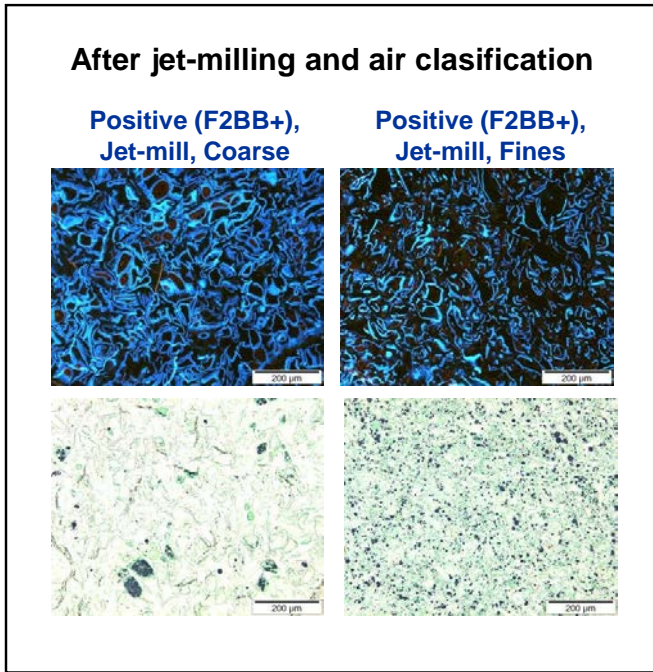 After jet-milling and air clasification
Positive (F2BB+),
Jet-mill, Coarse
Positive (F2BB+),
Jet-mill, Fines
200 µm
200 µm
200 µm
200 µm